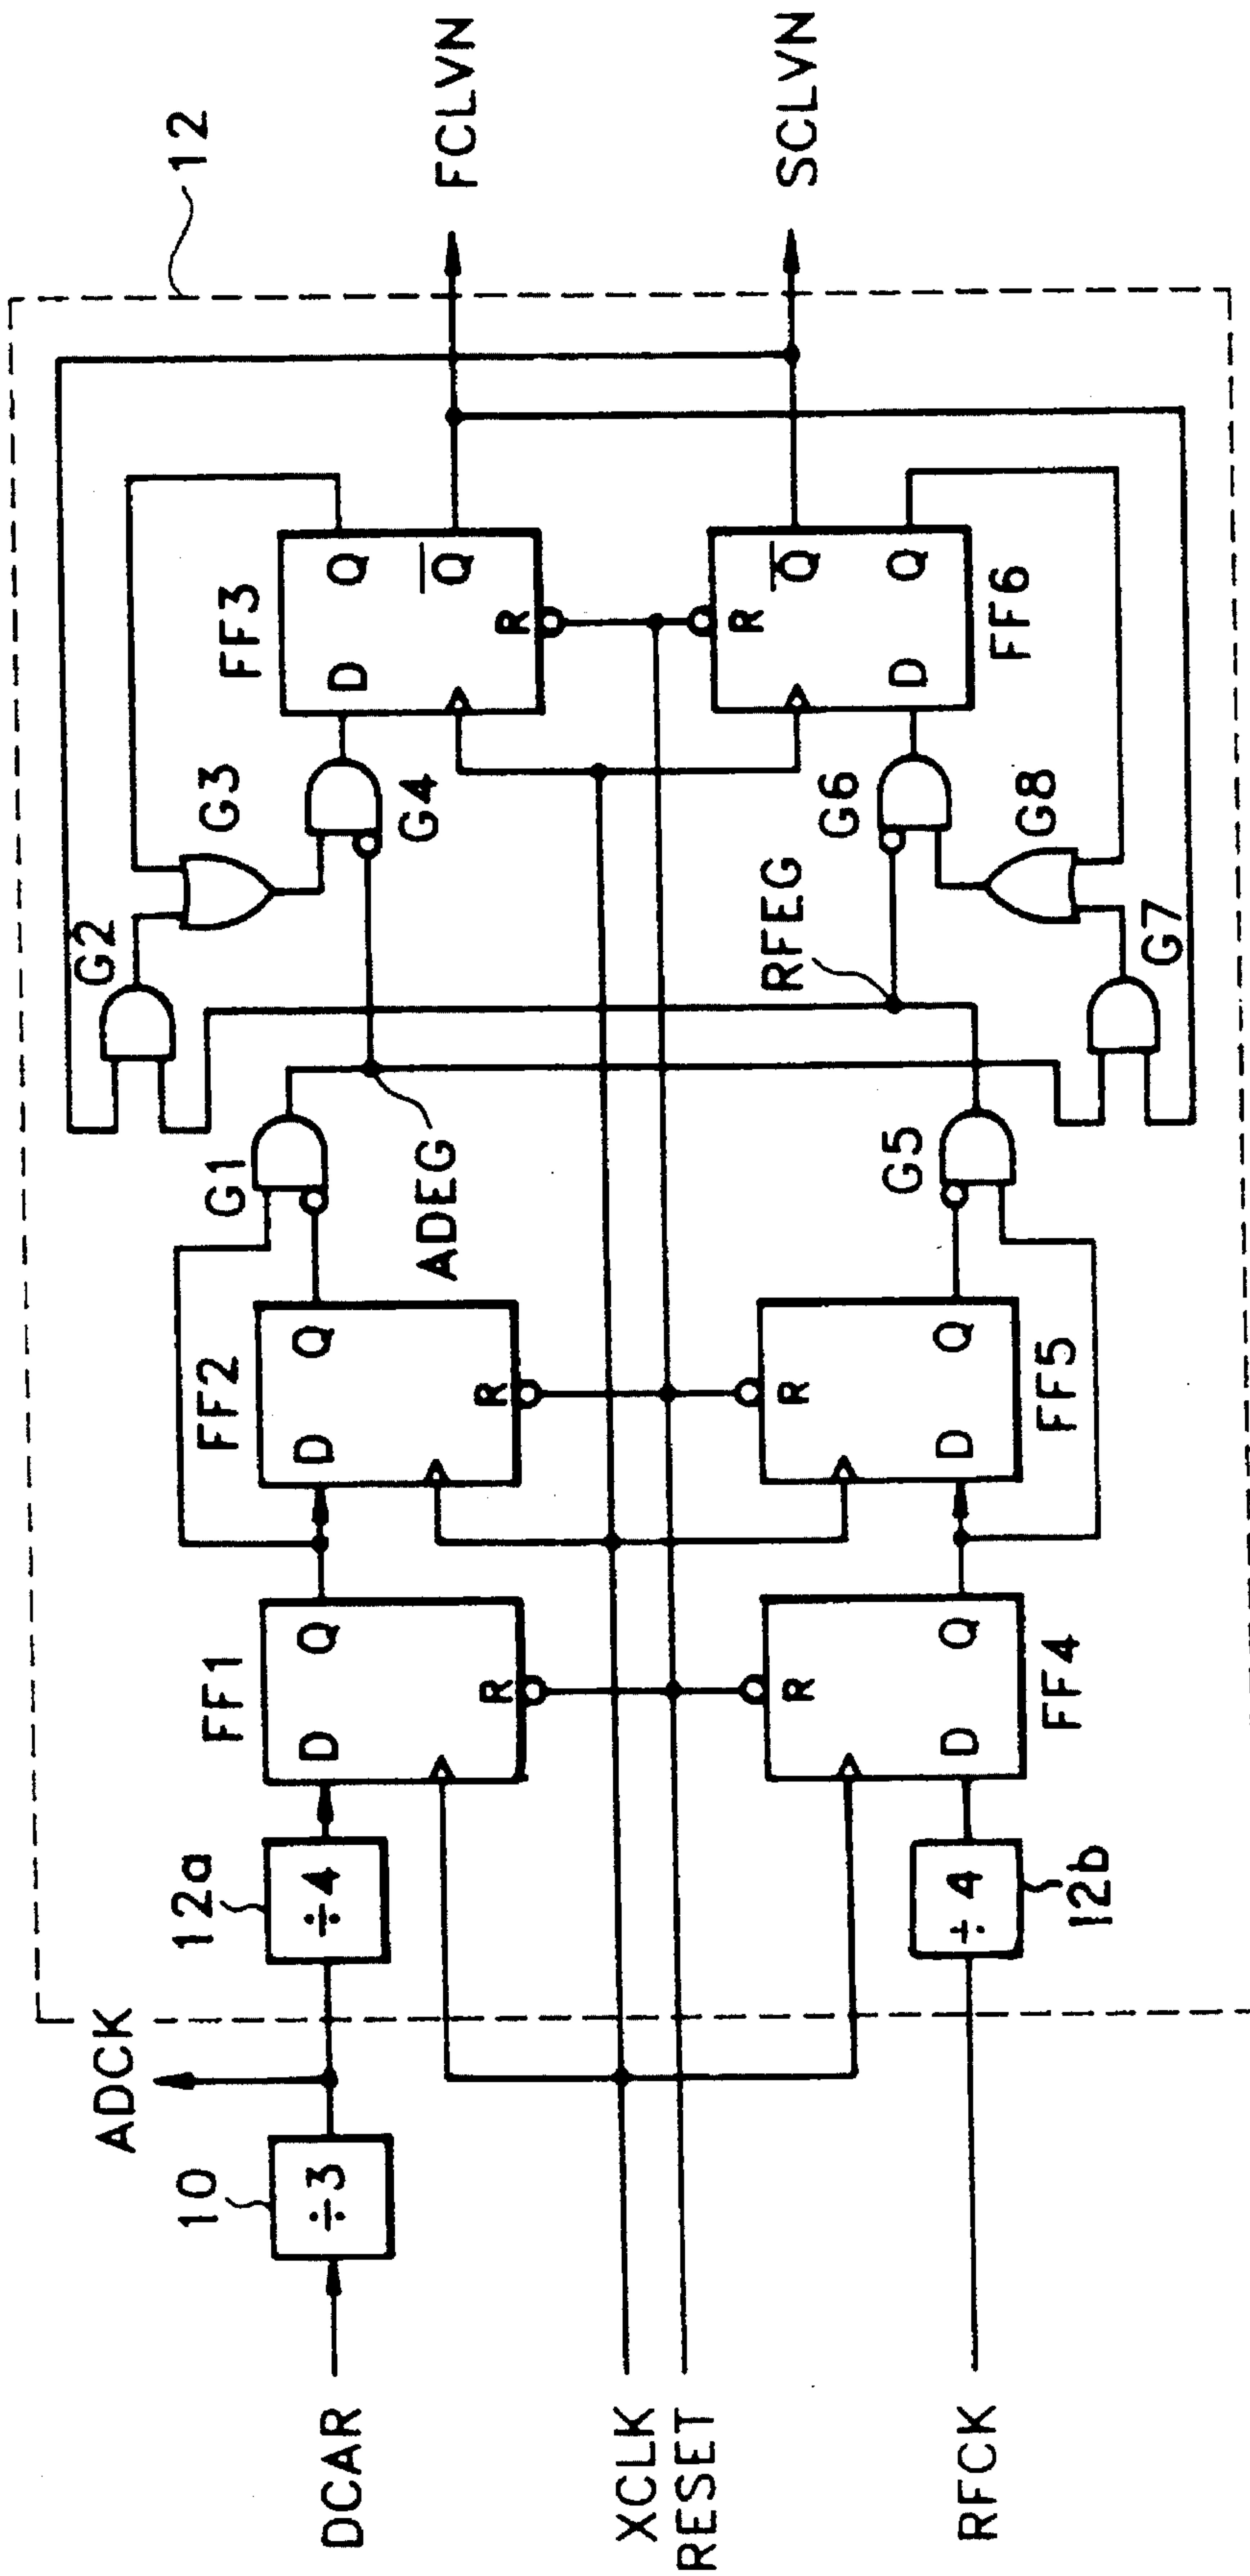 12
FCLVN
SCLVN
FF3
D
Q
Q
R
G3
G4
G2
FF6
D
Q
Q
R
G6
G8
G7
RFEG
ADEG
G1
G5
FF2
D
Q
R
FF5
D
Q
R
FF1
D
Q
R
FF4
D
Q
R
12a
÷4
÷4
12b
ADCK
10
÷3
DCAR
XCLK
RESET
RFCK